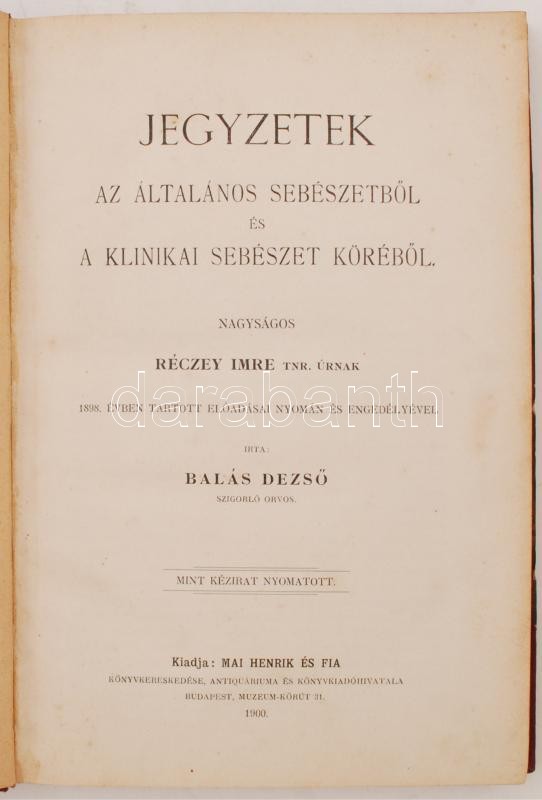 JEGYZETEK
AZ ÁLTALÁNOS SEBÉSZETBŐL
ÉS
A KLINIKAI SEBÉSZET KÖRÉBŐL.
NAGYSÁGOS
RÉCZEY IMRE TNR. ÚRNAK
darabanth
1898. ÉVBEN TARTOTT ELŐADÁSAI NYOMÁN ÉS ENGEDÉLYÉVEL
IRTA:
BALÁS DEZSŐ
SZIGORLÓ ORVOS.
MINT KÉZIRAT NYOMATOTT.
Kiadja: MAI HENRIK ÉS FIA
KÖNYVKERESKEDÉSE, ANTIQUÁRIUMA ÉS KÖNYVKIADÓHIVATALA
BUDAPEST, MUZEUM-KÖRÚT 31.
1900.